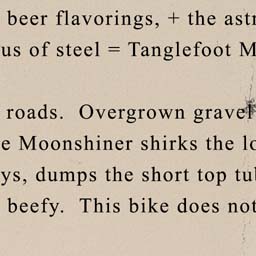 beer flavorings, + the astr
us of steel = Tanglefoot M
roads. Overgrown gravel
e Moonshiner shirks the lo
ys, dumps the short top tu
beefy. This bike does not